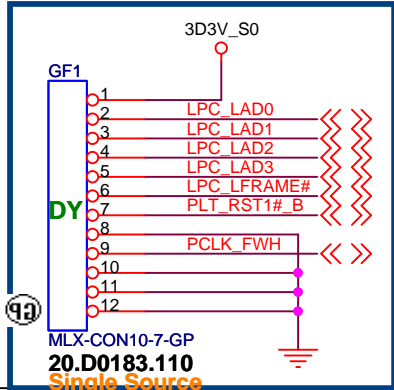 3D3V_S0
GF1
1
2 LPC_LAD0
3 LPC_LAD1
4 LPC_LAD2
5 LPC_LAD3
6 LPC_LFRAME#
DY 7 PLT_RST1#_B
8
9 PCLK_FWH
10
11
12
GP
MLX-CON10-7-GP
20.D0183.110
Single Source